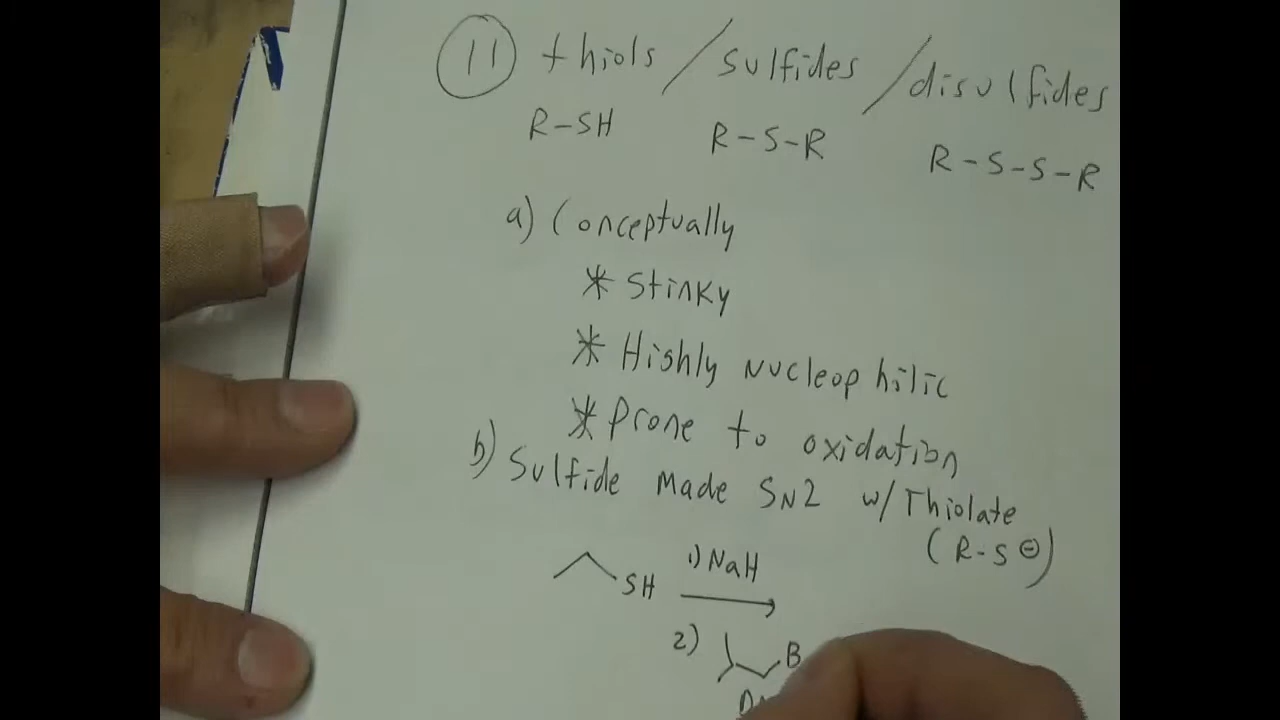 11 thiols / sulfides / disulfides
R-SH R-S-R R-S-S-R
a) Conceptually
* Stinky
* Highly nucleophilic
* Prone to oxidation
b) Sulfide made SN2 w/ Thiolate
(R-S⊖)
SH 1) NaH
2) B